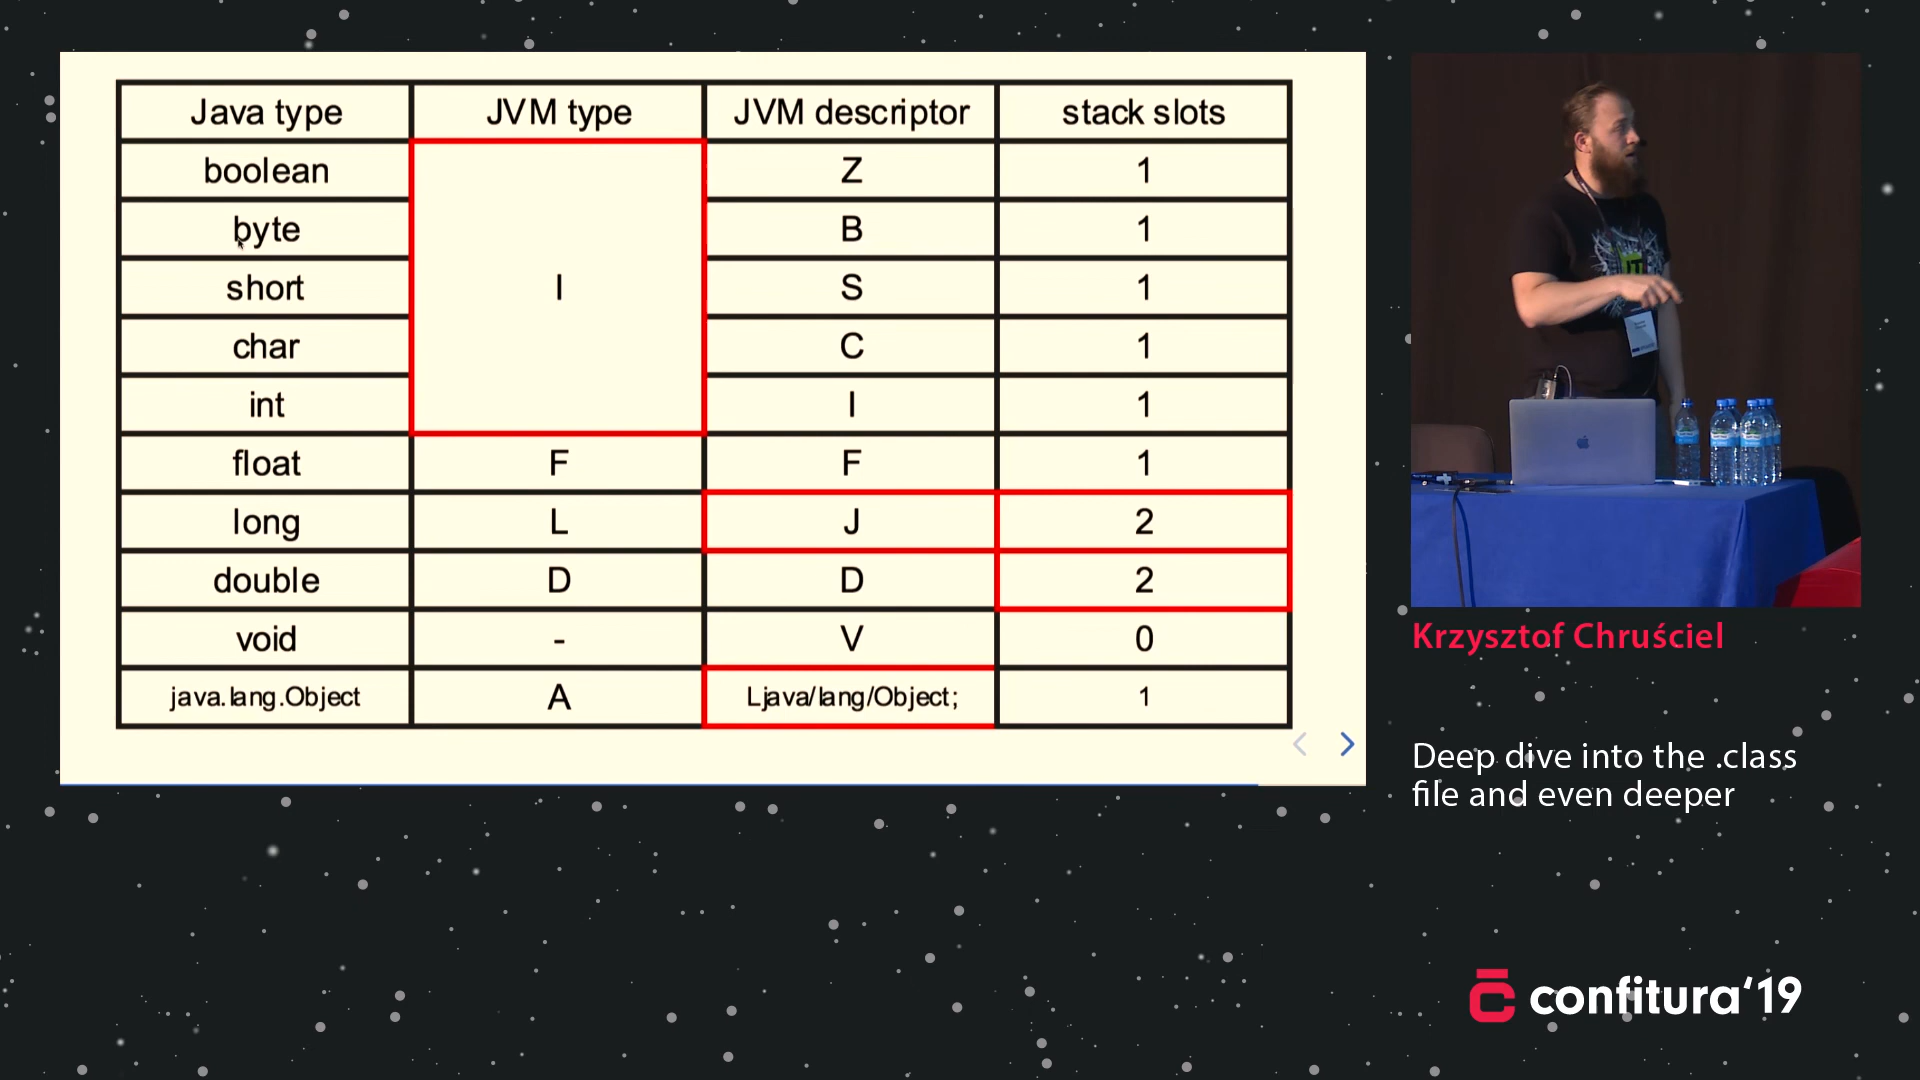 Java type JVM type JVM descriptor stack slots
boolean Z 1
byte B 1
short I S 1
char C 1
int I 1
float F F 1
long L J 2
double D D 2
void - V 0
java.lang.Object A Ljava/lang/Object; 1
Krzysztof Chruściel
Deep dive into the .class
file and even deeper
confitura‘19